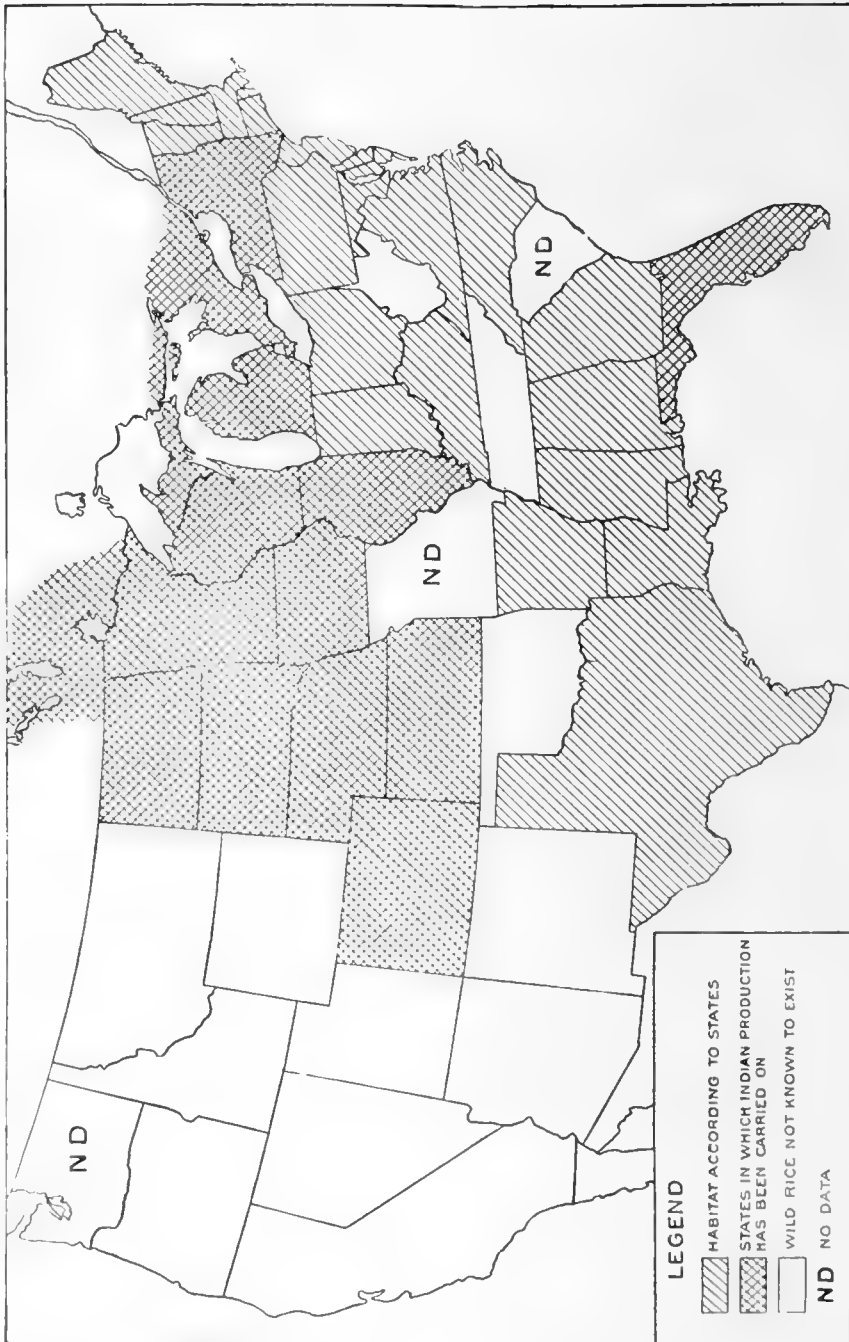 ND
ND
ND
LEGEND
HABITAT ACCORDING TO STATES
STATES IN WHICH INDIAN PRODUCTION
HAS BEEN CARRIED ON
WILD RICE NOT KNOWN TO EXIST
ND NO DATA